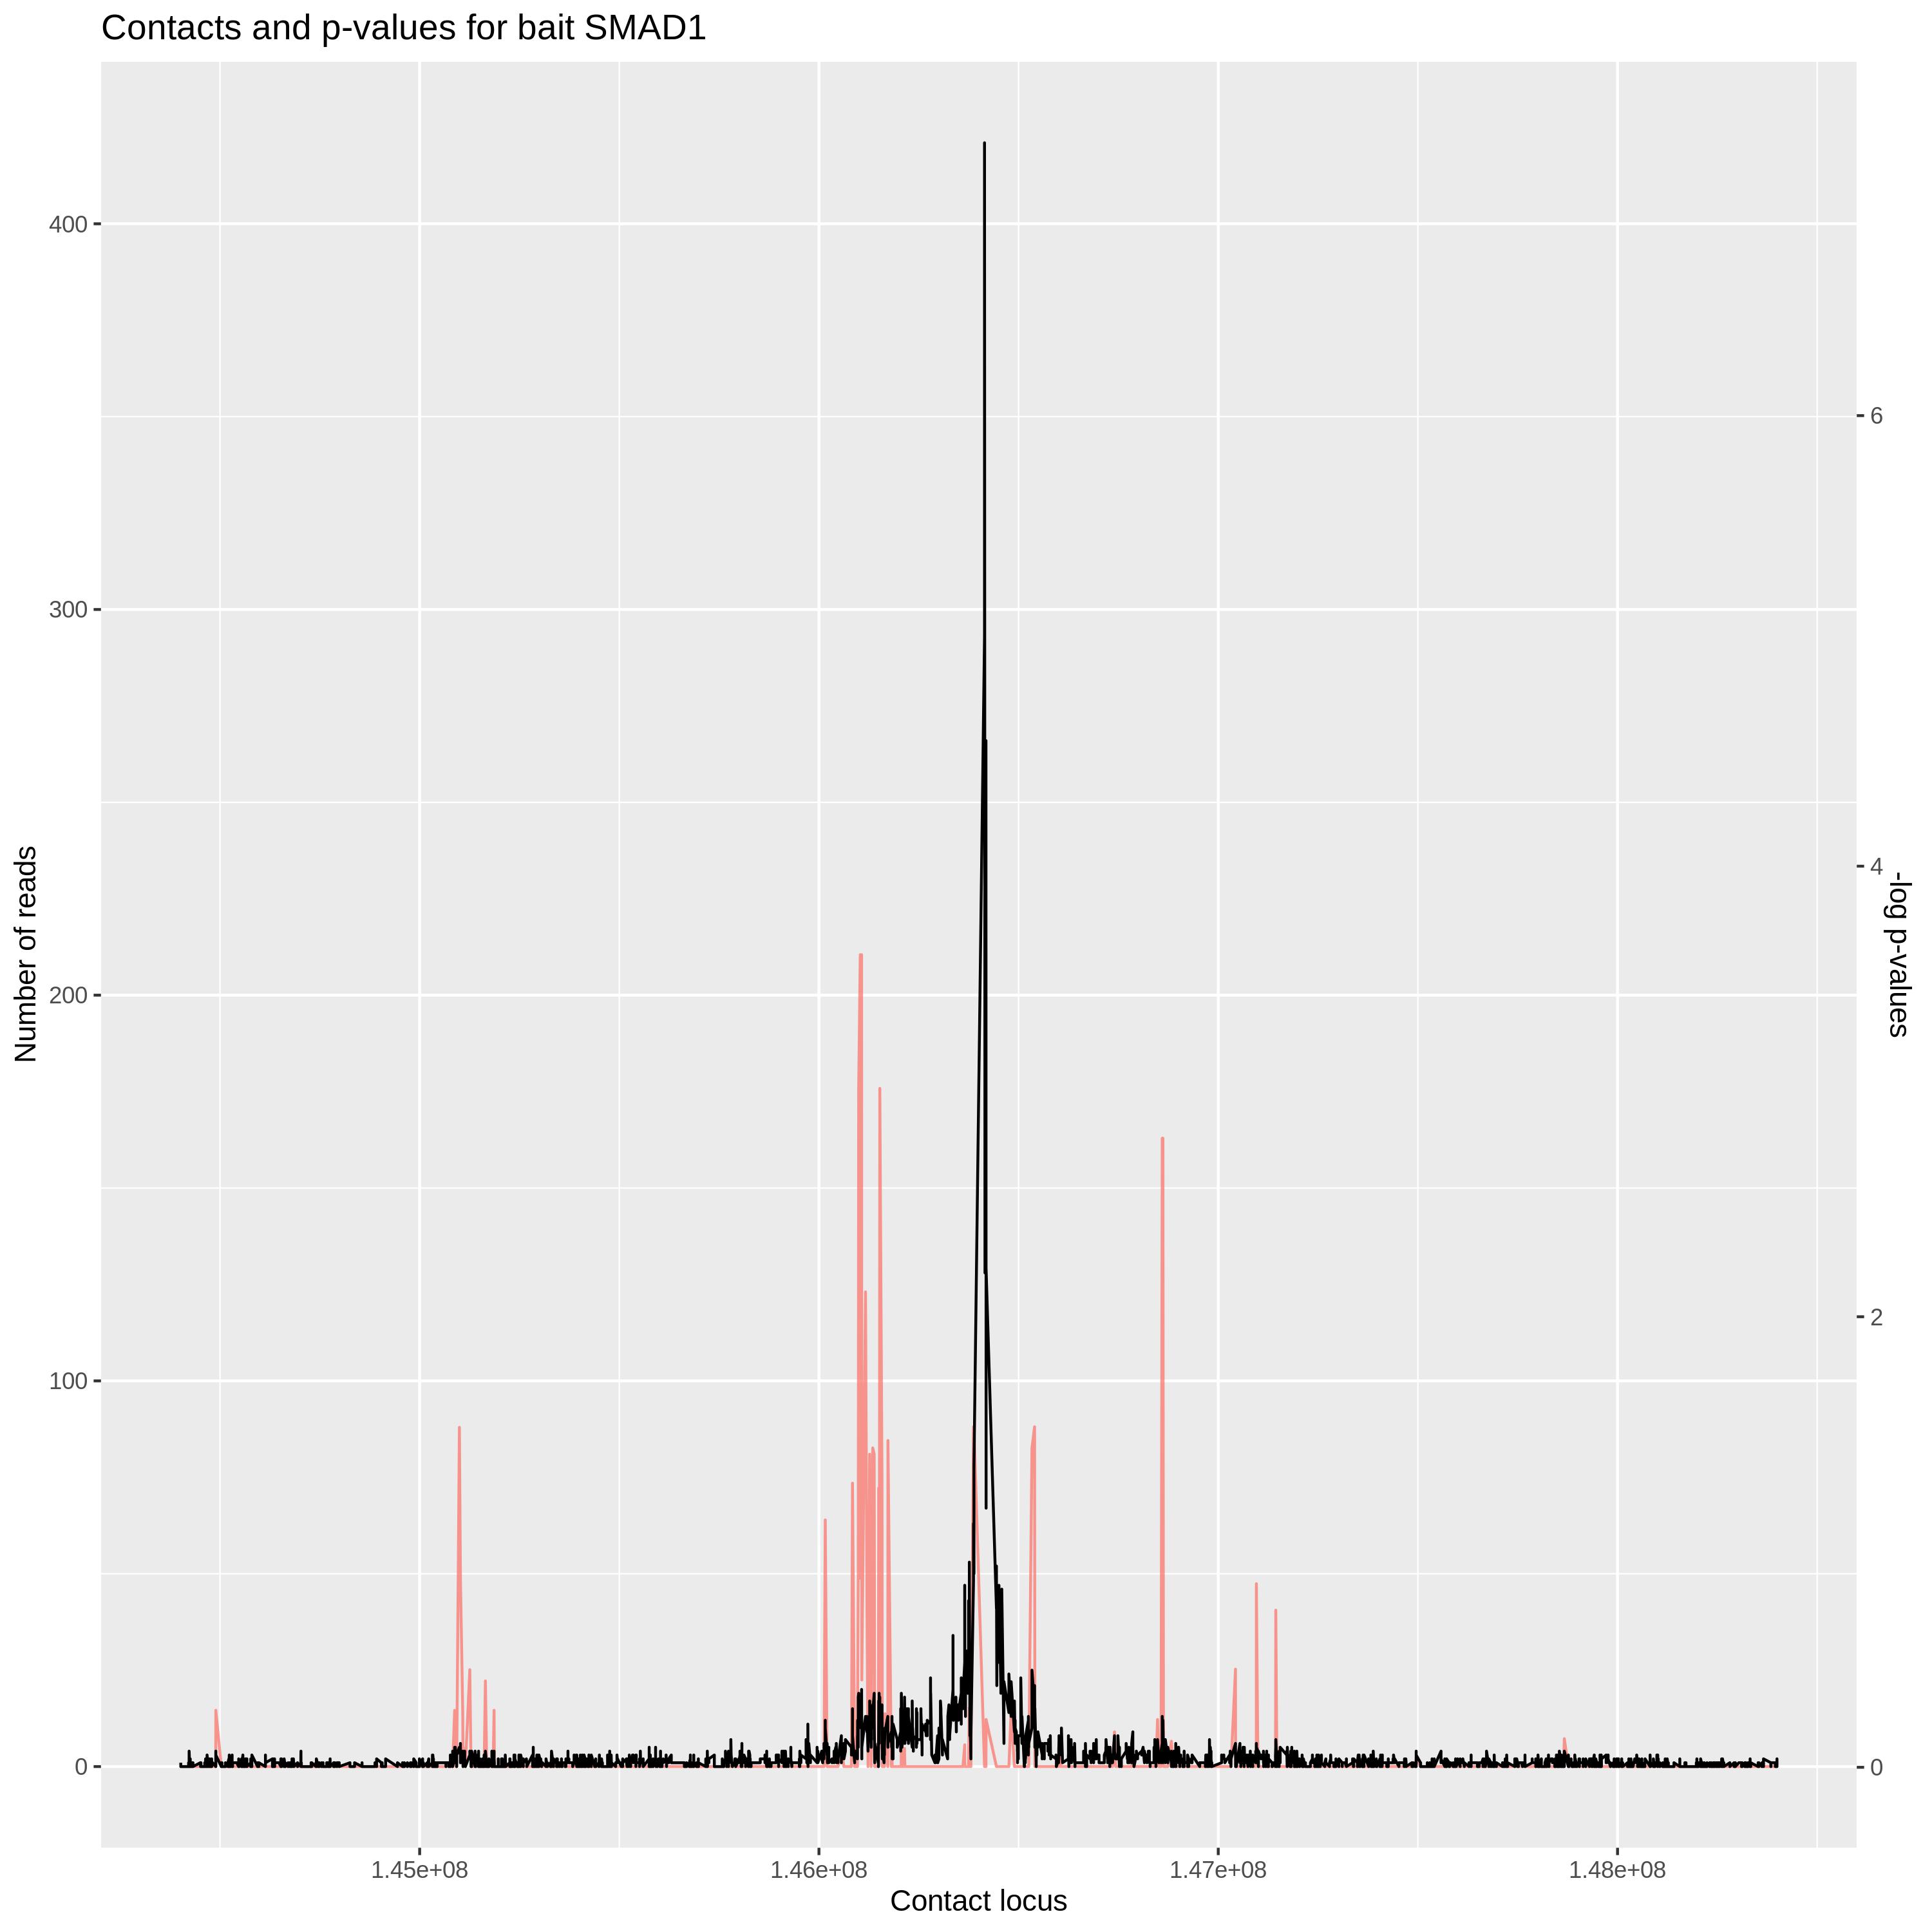 Contacts and p-values for bait SMAD1
400
300
200
100
0
Number of reads
6
4
2
0
-log p-values
1.45e+08 1.46e+08 1.47e+08 1.48e+08
Contact locus